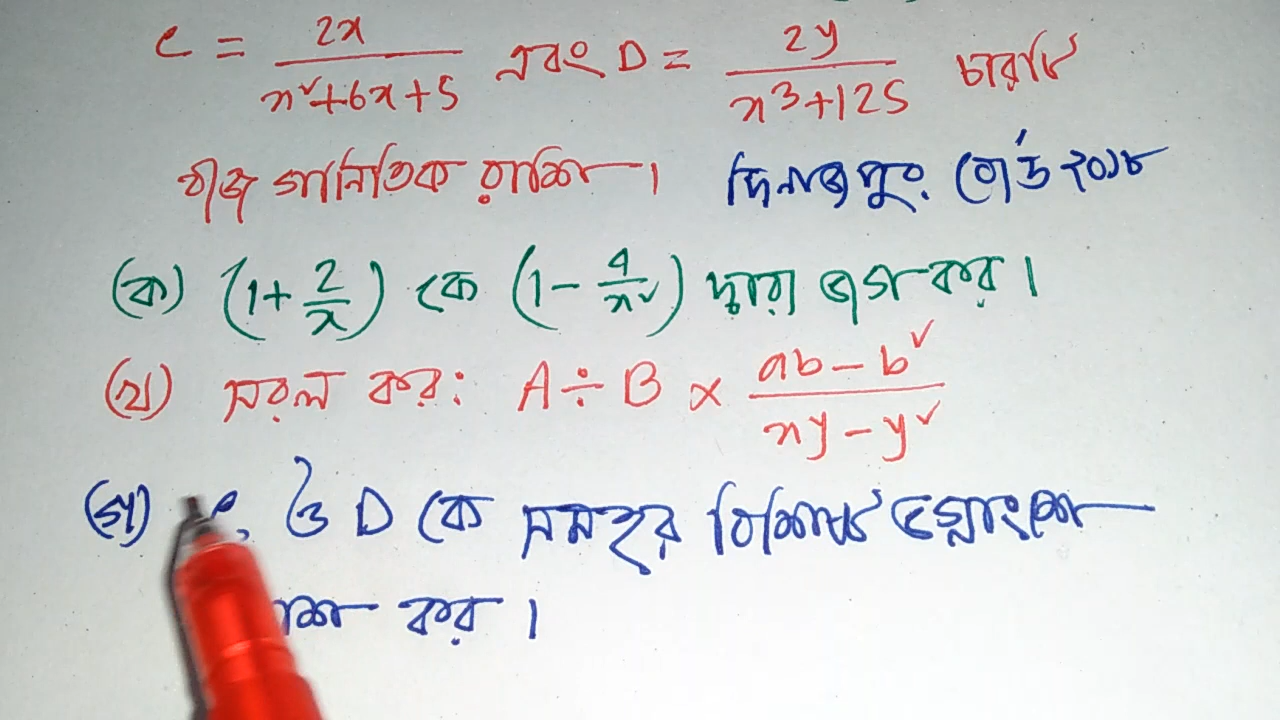 C = 2x / x²+6x+5 এবং D = 2y / x³+125 চারটি
বীজ গানিতিক রাশি। দিনাজপুর বোর্ড ২০১৮
(ক) (1 + 2/x) কে (1 - 4/x²) দ্বারা ভাগ কর।
(খ) সরল কর: A ÷ B × ab - b² / xy - y²
(গ) C, ও D কে সমহর বিশিষ্ট ভগ্নাংশে
কর।